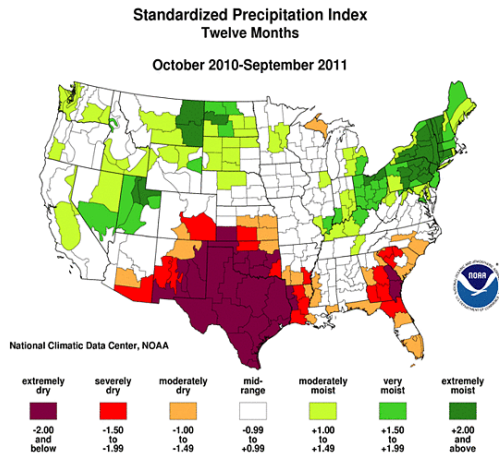 Standardized Precipitation Index
Twelve Months
October 2010-September 2011
NOAA
National Climatic Data Center, NOAA
extremely dry
severely dry
moderately dry
mid-range
moderately moist
very moist
extremely moist
-2.00 and below
-1.50 to -1.99
-1.00 to -1.49
-0.99 to +0.99
+1.00 to +1.49
+1.50 to +1.99
+2.00 and above